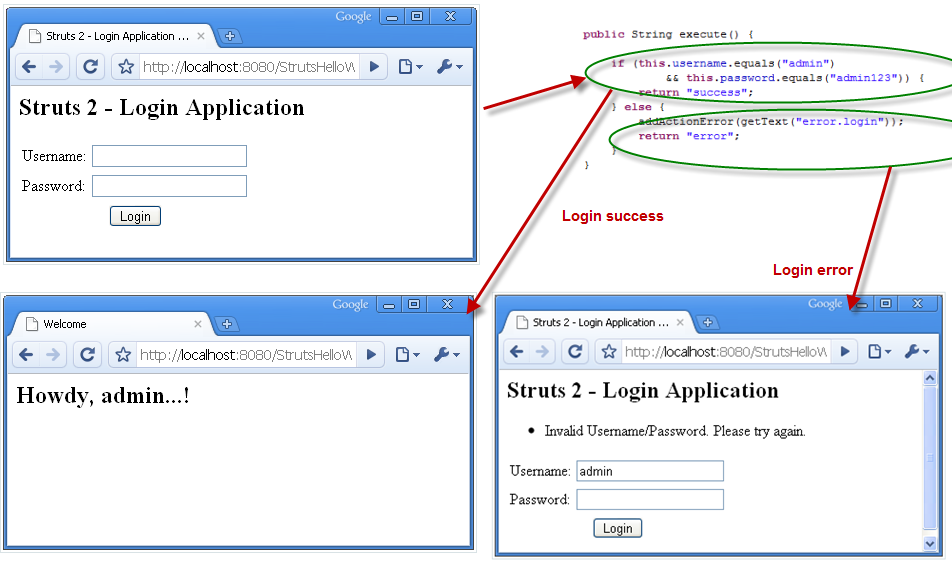 Google
Struts 2 - Login Application ...
http://localhost:8080/StrutsHelloW
Struts 2 - Login Application
Username:
Password:
Login
public String execute() {
if (this.username.equals("admin")
&& this.password.equals("admin123")) {
return "success";
} else {
addActionError(getText("error.login"));
return "error";
}
}
Login success
Login error
Google
Welcome
http://localhost:8080/StrutsHelloW
Howdy, admin...!
Google
Struts 2 - Login Application ...
http://localhost:8080/StrutsHelloW
Struts 2 - Login Application
• Invalid Username/Password. Please try again.
Username: admin
Password:
Login